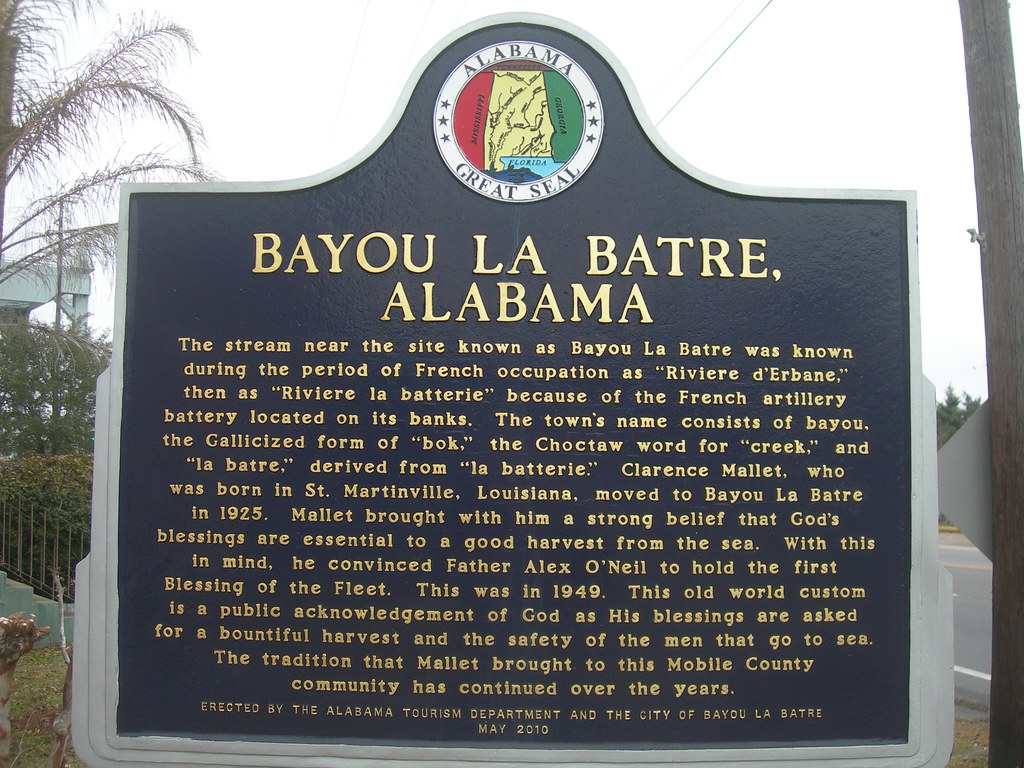 ALABAMA
MISSISSIPPI
GEORGIA
FLORIDA
GREAT SEAL
BAYOU LA BATRE,
ALABAMA
The stream near the site known as Bayou La Batre was known
during the period of French occupation as "Riviere d'Erbane,"
then as "Riviere la batterie" because of the French artillery
battery located on its banks. The town's name consists of bayou,
the Gallicized form of "bok," the Choctaw word for "creek," and
"la batre," derived from "la batterie." Clarence Mallet, who
was born in St. Martinville, Louisiana, moved to Bayou La Batre
in 1925. Mallet brought with him a strong belief that God's
blessings are essential to a good harvest from the sea. With this
in mind, he convinced Father Alex O'Neil to hold the first
Blessing of the Fleet. This was in 1949. This old world custom
is a public acknowledgement of God as His blessings are asked
for a bountiful harvest and the safety of the men that go to sea.
The tradition that Mallet brought to this Mobile County
community has continued over the years.
ERECTED BY THE ALABAMA TOURISM DEPARTMENT AND THE CITY OF BAYOU LA BATRE
MAY 2010